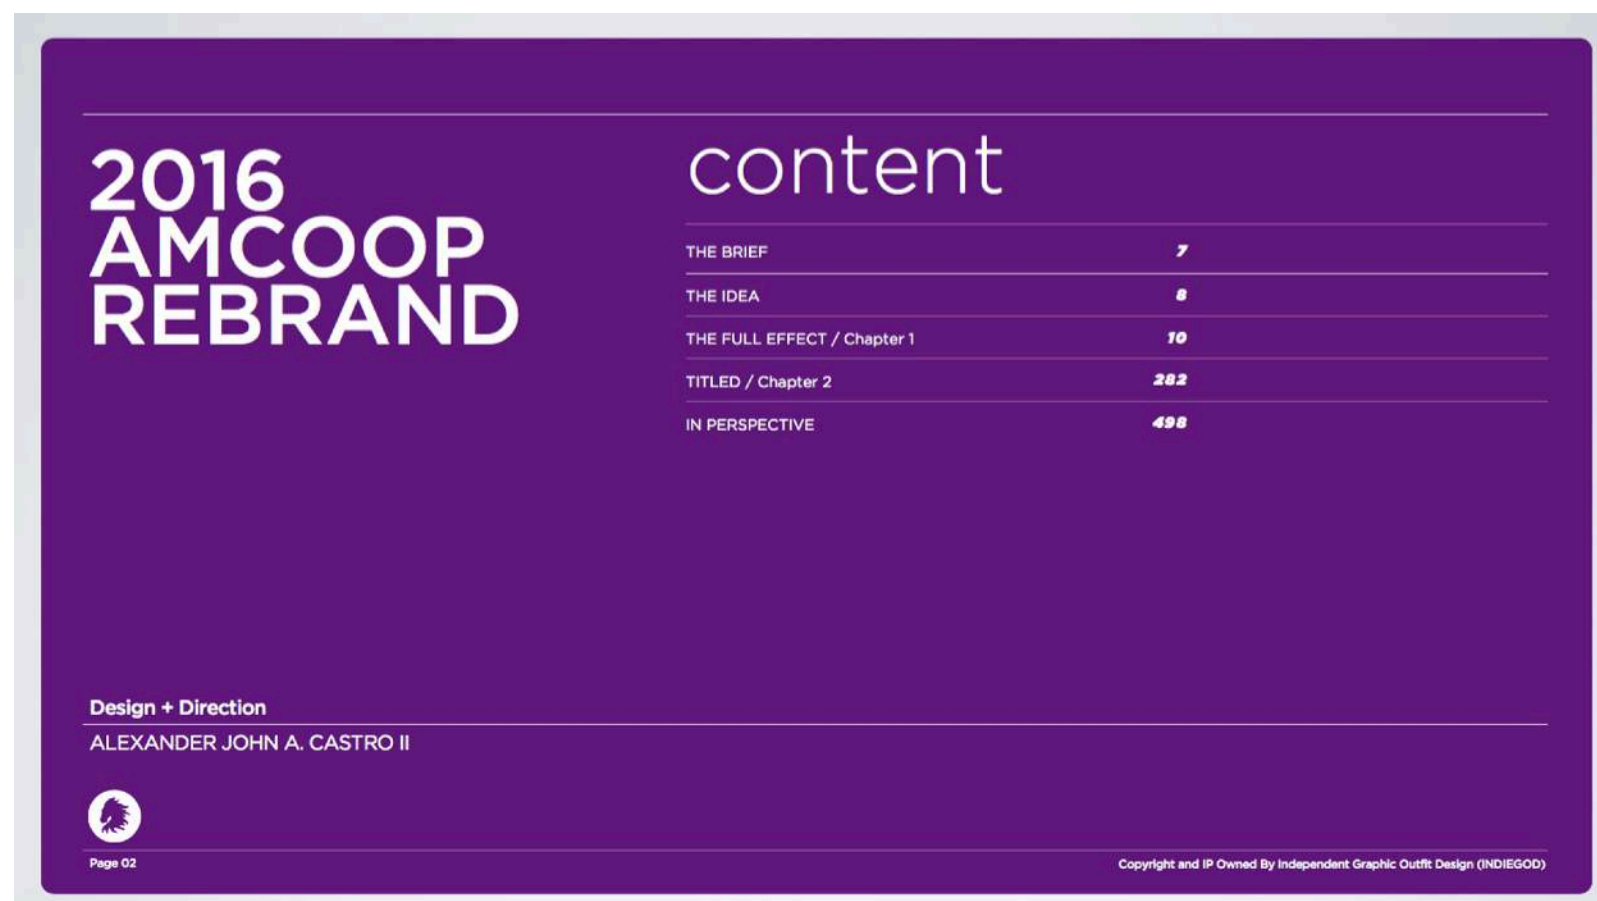 2016
AMCOOP
REBRAND
content
THE BRIEF 7
THE IDEA 8
THE FULL EFFECT / Chapter 1 10
TITLED / Chapter 2 282
IN PERSPECTIVE 498
Design + Direction
ALEXANDER JOHN A. CASTRO II
Page 02
Copyright and IP Owned By Independent Graphic Outfit Design (INDIEGOD)